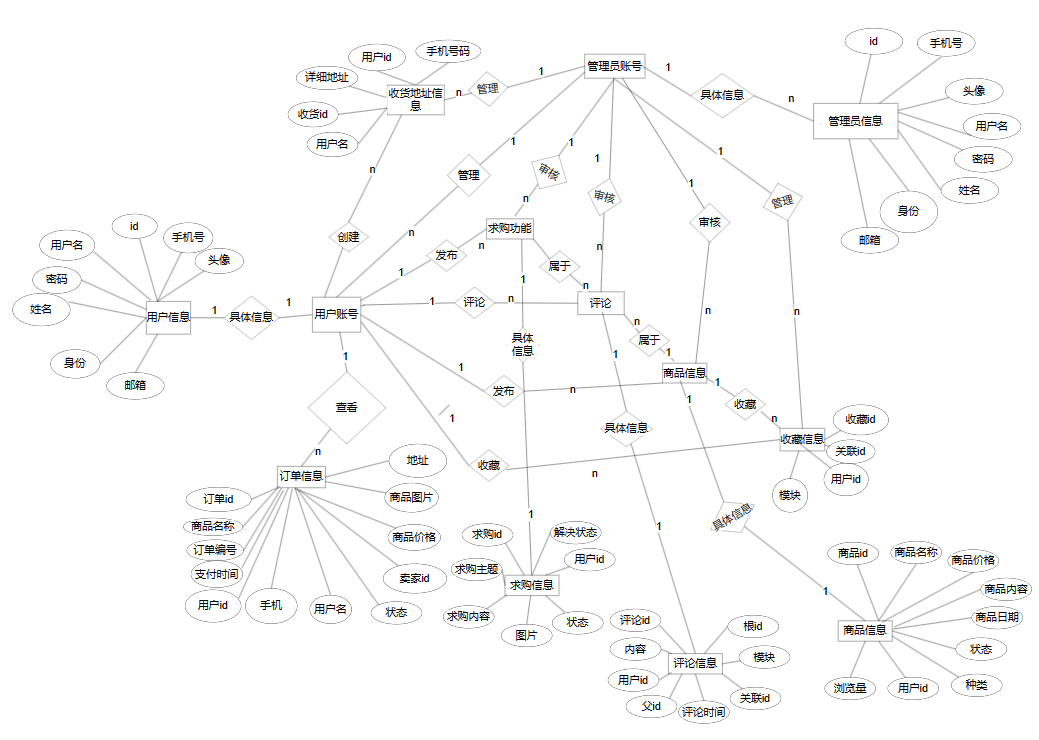 id
手机号
手机号码
用户id
管理员账号
1
1
详细地址
管理
n
收货地址信
息
具体信息
n
头像
收货id
管理员信息
用户名
用户名
1
1
1
1
密码
n
管理
审核
1
姓名
n
审核
管理
身份
id
n
审核
手机号
创建
n
求购功能
邮箱
用户名
n
n
头像
发布
属于
密码
1
1
n
姓名
1
1
评论
n
评论
n
n
用户信息
具体信息
用户账号
n
属于
具体
信息
身份
1
1
1
1
商品信息
邮箱
发布
n
1
查看
1
1
收藏
具体信息
n
收藏id
收藏信息
关联id
n
地址
收藏
n
用户id
订单信息
模块
订单id
商品图片
1
具体信息
商品名称
1
求购id
解决状态
商品价格
订单编号
商品id
商品名称
支付时间
求购主题
用户id
商品价格
卖家id
求购信息
1
商品内容
用户id
手机
用户名
状态
求购内容
状态
评论id
根id
商品日期
图片
商品信息
内容
模块
状态
评论信息
用户id
浏览量
用户id
种类
父id
评论时间
关联id